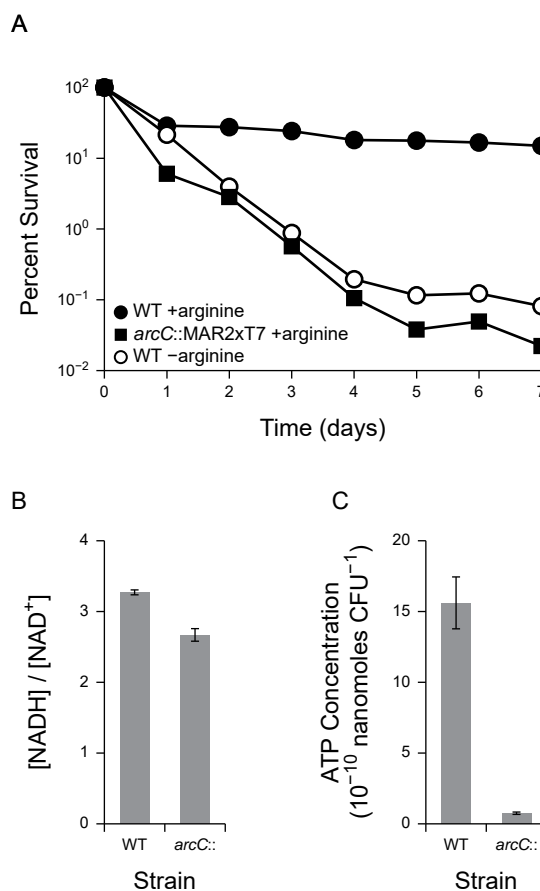 A
Percent Survival
10²
10¹
10⁰
10⁻¹
10⁻²
WT +arginine
arcC::MAR2xT7 +arginine
WT −arginine
0 1 2 3 4 5 6 7
Time (days)
B
[NADH] / [NAD⁺]
4
3
2
1
0
WT arcC::
Strain
C
ATP Concentration
(10⁻¹⁰ nanomoles CFU⁻¹)
20
15
10
5
0
WT arcC::
Strain